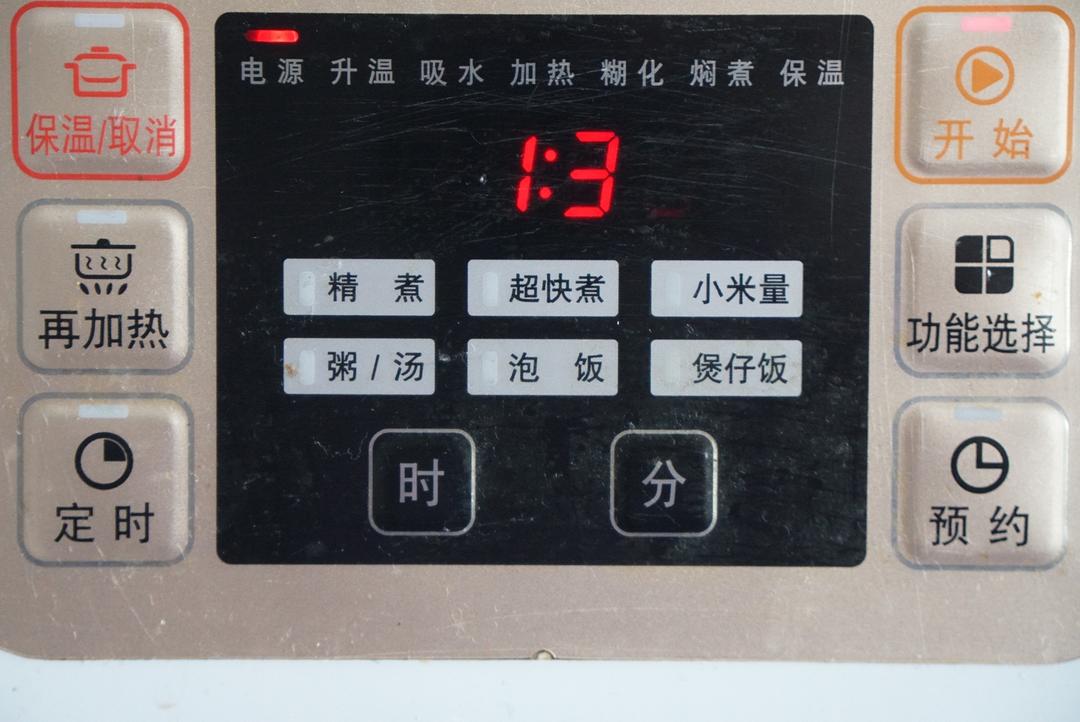 电源 升温 吸水 加热 糊化 焖煮 保温
1:3
保温/取消
开始
精煮 超快煮 小米量
再加热
功能选择
粥/汤 泡饭 煲仔饭
时 分
定时
预约